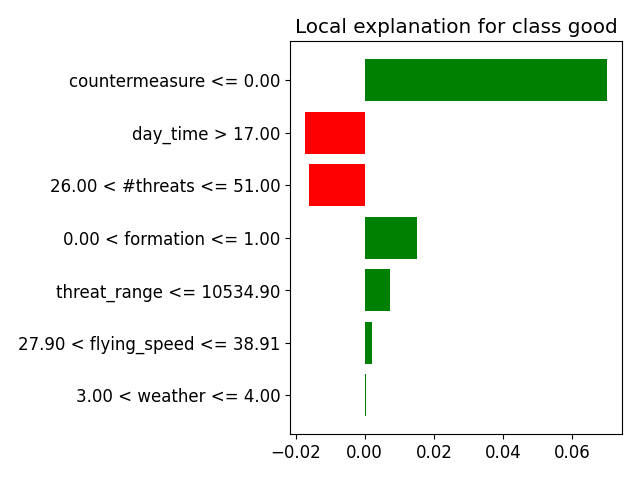 Local explanation for class good
countermeasure <= 0.00
day_time > 17.00
26.00 < #threats <= 51.00
0.00 < formation <= 1.00
threat_range <= 10534.90
27.90 < flying_speed <= 38.91
3.00 < weather <= 4.00
−0.02 0.00 0.02 0.04 0.06